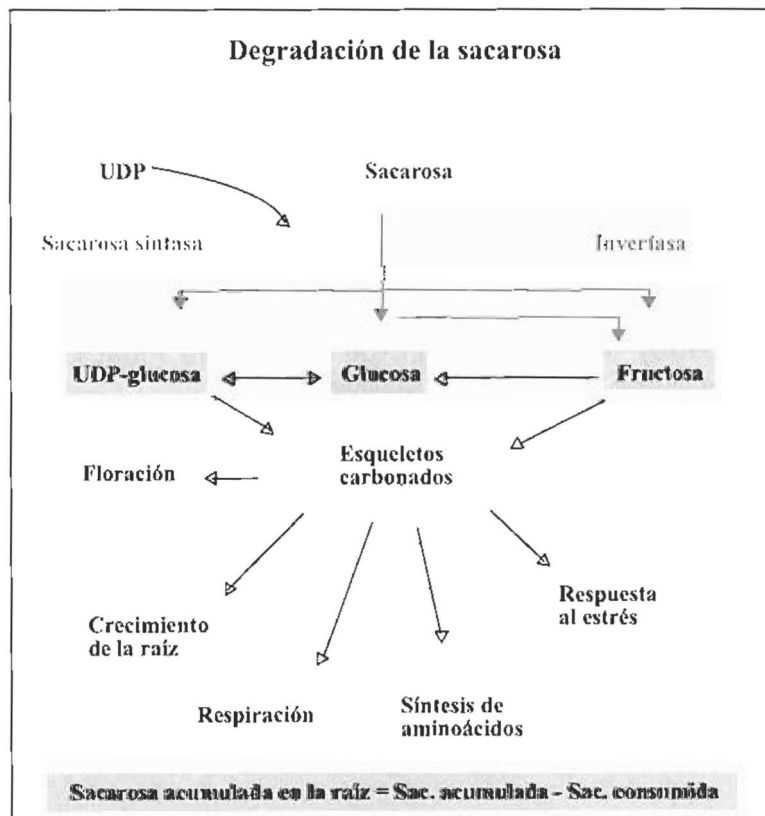 Degradación de la sacarosa
UDP
Sacarosa
Sacarosa sintasa
Invertasa
UDP-glucosa
Glucosa
Fructosa
Esqueletos
carbonados
Floración
Respuesta
al estrés
Crecimiento
de la raíz
Respiración
Síntesis de
aminoácidos
Sacarosa acumulada en la raíz = Sac. acumulada - Sac. consumida